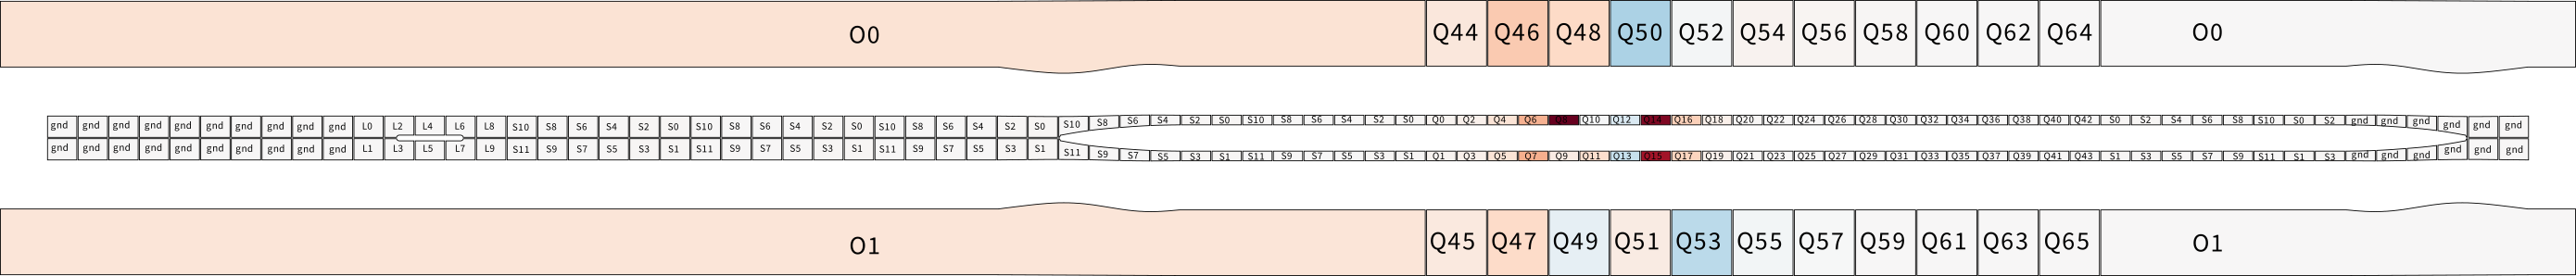 O0 Q44 Q46 Q48 Q50 Q52 Q54 Q56 Q58 Q60 Q62 Q64 O0
gnd gnd gnd gnd gnd gnd gnd gnd gnd gnd L0 L2 L4 L6 L8 S10 S8 S6 S4 S2 S0 S10 S8 S6 S4 S2 S0 S10 S8 S6 S4 S2 S0 S10 S8 S6 S4 S2 S0 S10 S8 S6 S4 S2 S0 Q0 Q2 Q4 Q6 Q8 Q10 Q12 Q14 Q16 Q18 Q20 Q22 Q24 Q26 Q28 Q30 Q32 Q34 Q36 Q38 Q40 Q42 S0 S2 S4 S6 S8 S10 S0 S2 gnd gnd gnd gnd gnd gnd
gnd gnd gnd gnd gnd gnd gnd gnd gnd gnd L1 L3 L5 L7 L9 S11 S9 S7 S5 S3 S1 S11 S9 S7 S5 S3 S1 S11 S9 S7 S5 S3 S1 S11 S9 S7 S5 S3 S1 S11 S9 S7 S5 S3 S1 Q1 Q3 Q5 Q7 Q9 Q11 Q13 Q15 Q17 Q19 Q21 Q23 Q25 Q27 Q29 Q31 Q33 Q35 Q37 Q39 Q41 Q43 S1 S3 S5 S7 S9 S11 S1 S3 gnd gnd gnd gnd gnd gnd
O1 Q45 Q47 Q49 Q51 Q53 Q55 Q57 Q59 Q61 Q63 Q65 O1